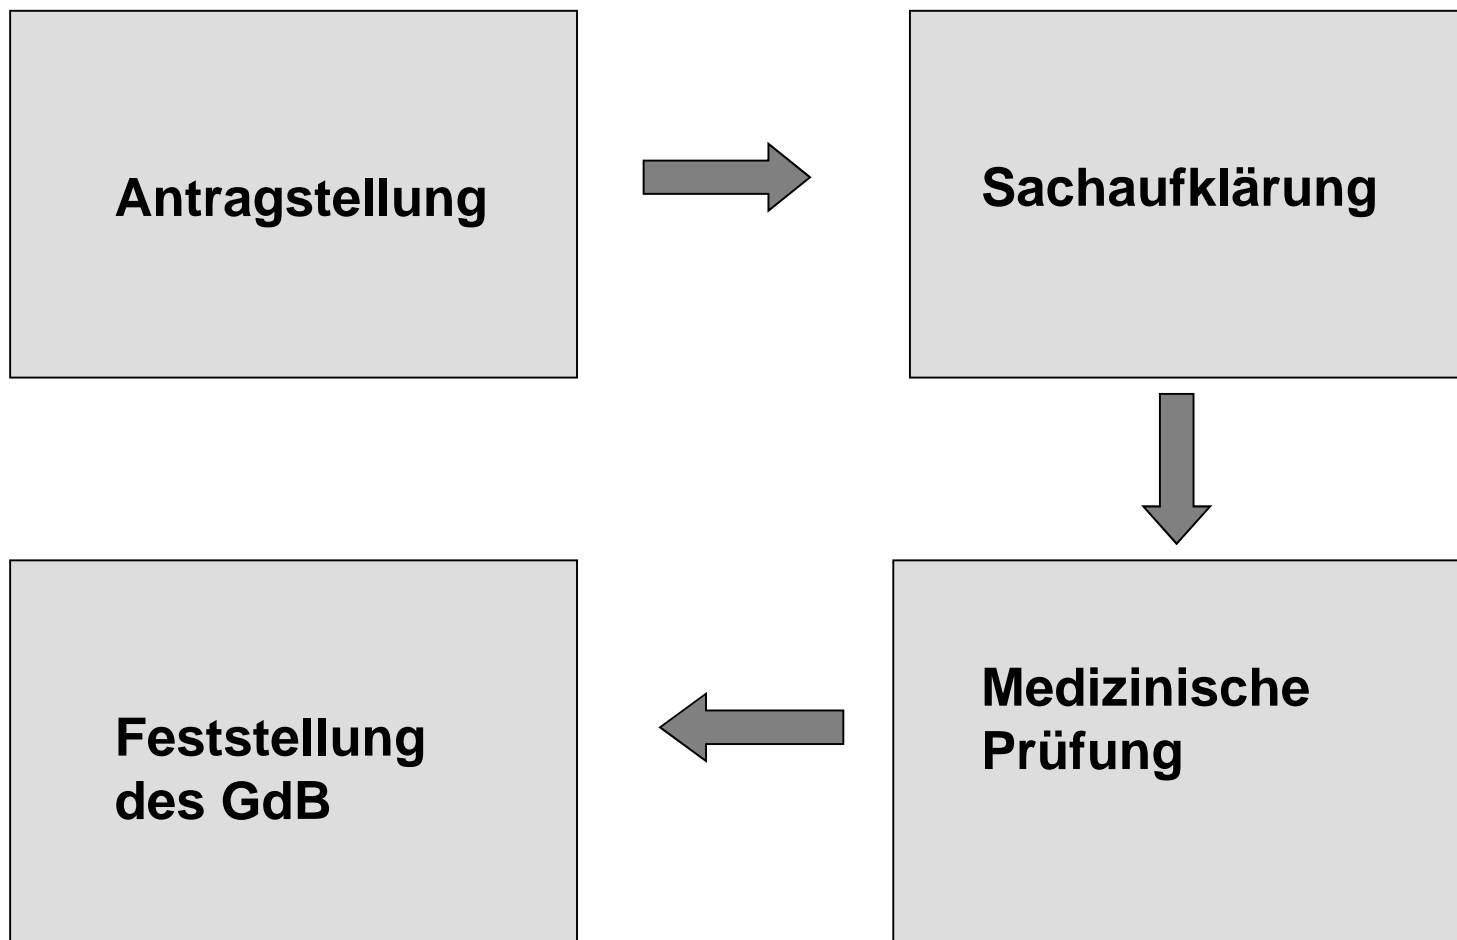 Antragstellung
Sachaufklärung
Medizinische
Prüfung
Feststellung
des GdB